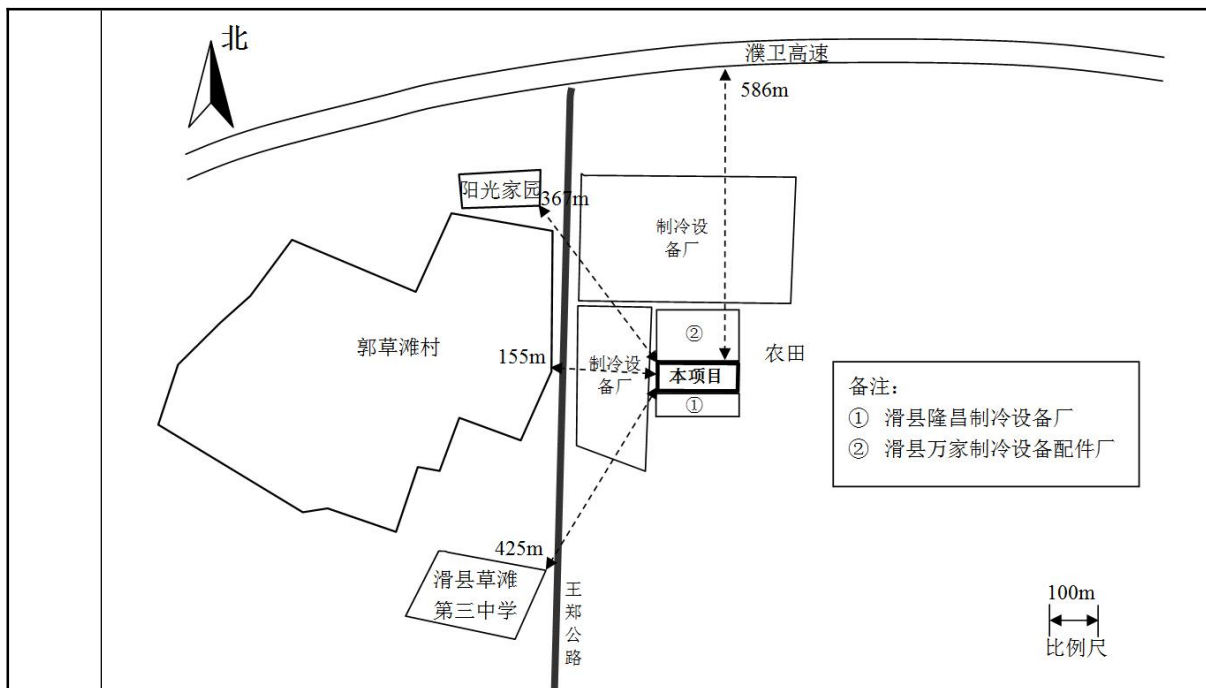 北
濮卫高速
586m
阳光家园
367m
制冷设
备厂
郭草滩村
155m
制冷设
备厂
②
农田
本项目
①
备注：
① 滑县隆昌制冷设备厂
② 滑县万家制冷设备配件厂
425m
滑县草滩
第三中学
王
郑
公
路
100m
比例尺